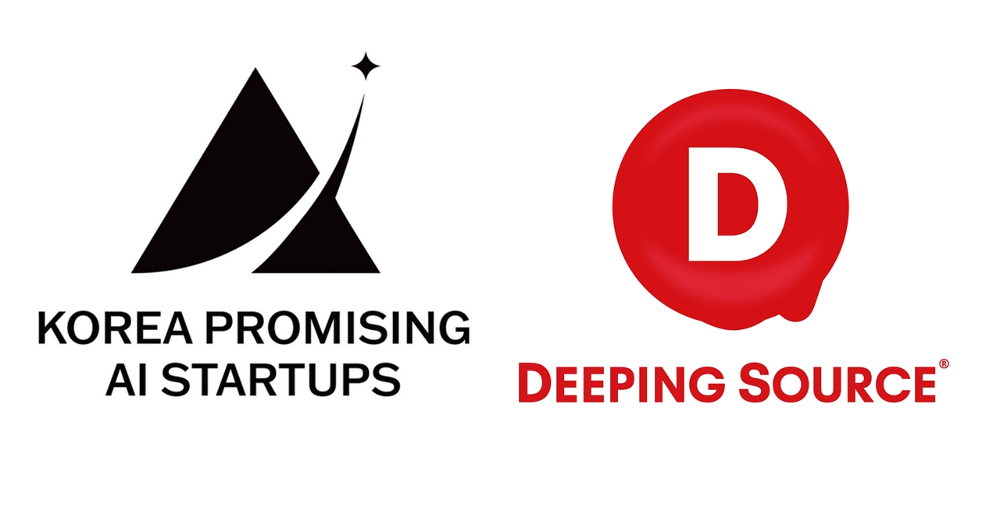 KOREA PROMISING
AI STARTUPS
D
DEEPING SOURCE®